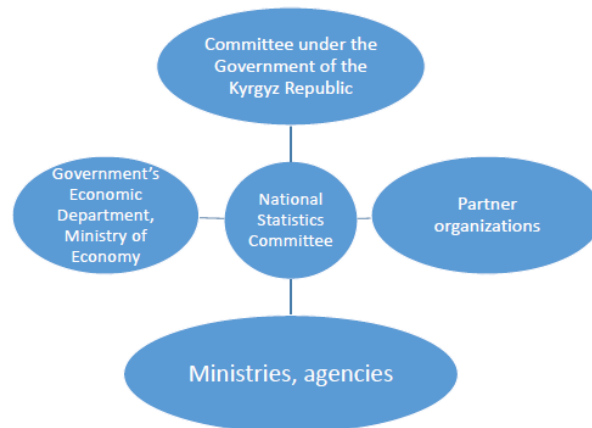 Committee under the
Government of the
Kyrgyz Republic
Government's
Economic
Department,
Ministry of
Economy
National
Statistics
Committee
Partner
organizations
Ministries, agencies